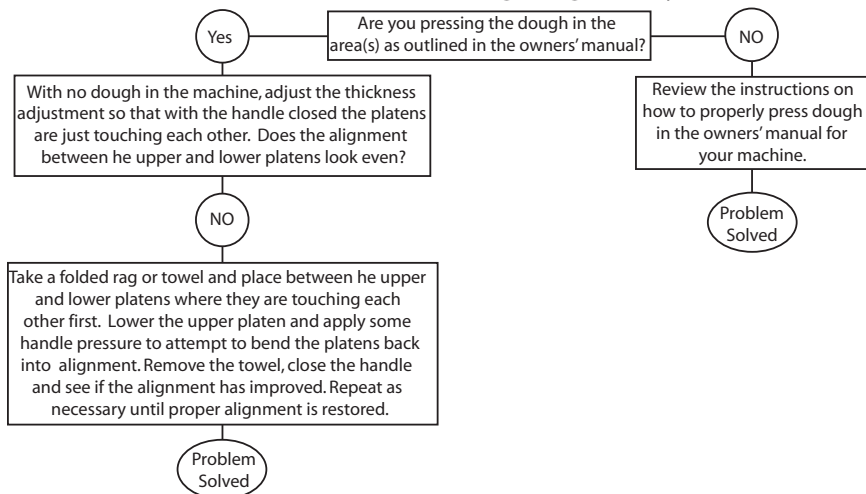 Are you pressing the dough in the
area(s) as outlined in the owners' manual?
Yes
NO
With no dough in the machine, adjust the thickness
adjustment so that with the handle closed the platens
are just touching each other. Does the alignment
between he upper and lower platens look even?
Review the instructions on
how to properly press dough
in the owners' manual for
your machine.
NO
Problem
Solved
Take a folded rag or towel and place between he upper
and lower platens where they are touching each
other first. Lower the upper platen and apply some
handle pressure to attempt to bend the platens back
into alignment. Remove the towel, close the handle
and see if the alignment has improved. Repeat as
necessary until proper alignment is restored.
Problem
Solved